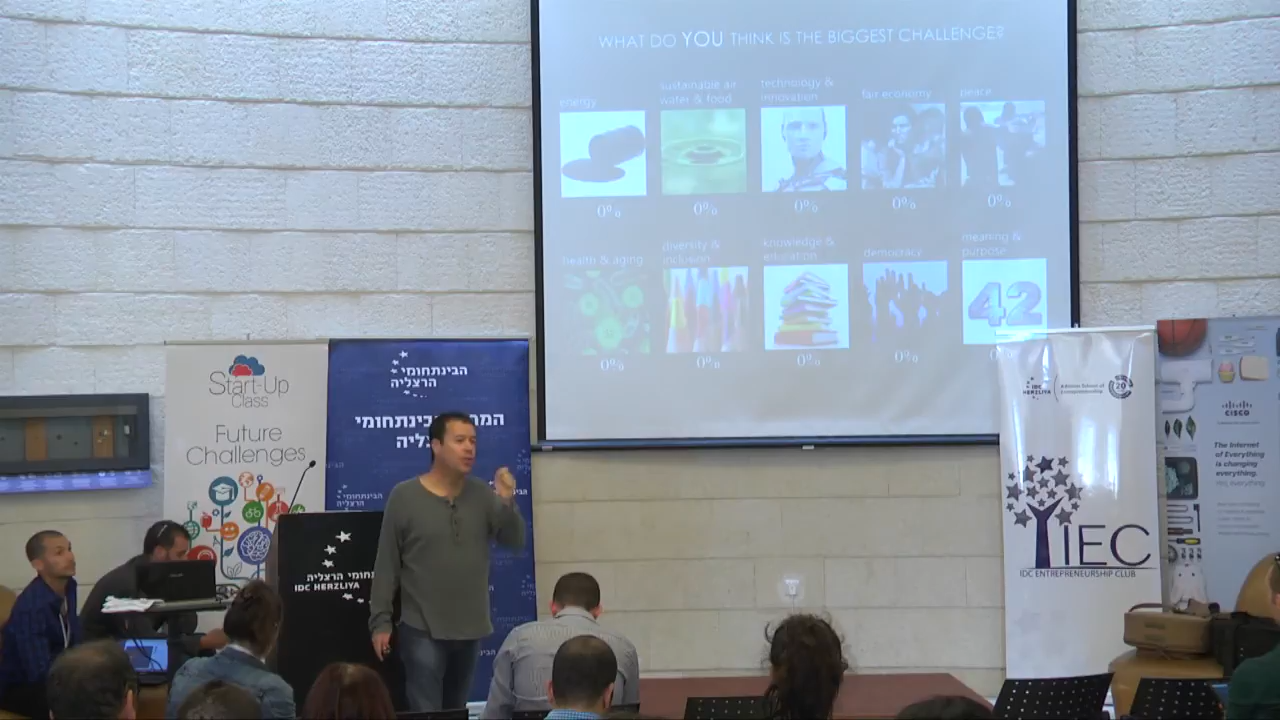 WHAT DO YOU THINK IS THE BIGGEST CHALLENGE?
energy
sustainable air
water & food
technology &
innovation
fair economy
peace
0%
0%
0%
0%
0%
health & aging
diversity &
inclusion
knowledge &
education
democracy
meaning &
purpose
42
0%
0%
0%
0%
Start-Up
Class
Future
Challenges
הבינתחומי
הרצליה
IDC HERZLIYA
IDC
HERZLIYA
20
IEC
IDC ENTREPRENEURSHIP CLUB
CISCO
The Internet
of Everything
is changing
everything.